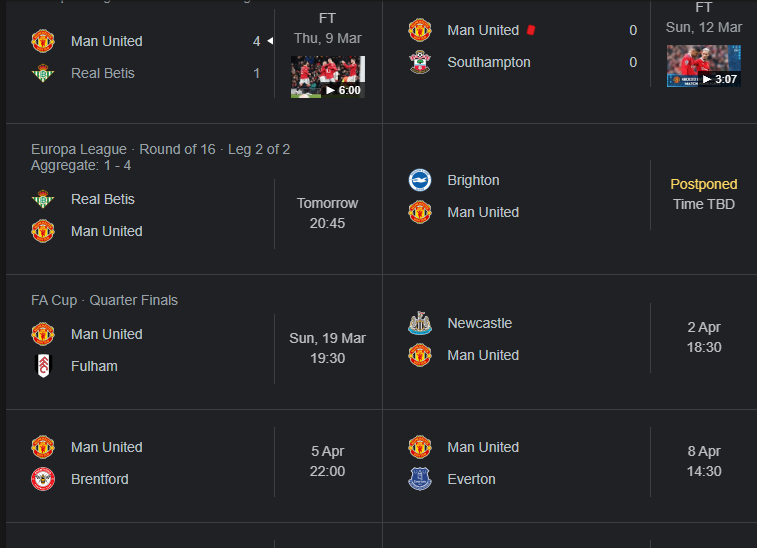 FT
Man United 4
Thu, 9 Mar
Real Betis 1
6:00
FT
Man United 0
Sun, 12 Mar
Southampton 0
3:07
Europa League · Round of 16 · Leg 2 of 2
Aggregate: 1 - 4
Real Betis
Tomorrow
Man United
20:45
Brighton
Postponed
Man United
Time TBD
FA Cup · Quarter Finals
Man United
Sun, 19 Mar
19:30
Fulham
Newcastle
2 Apr
18:30
Man United
Man United
5 Apr
22:00
Brentford
Man United
8 Apr
14:30
Everton